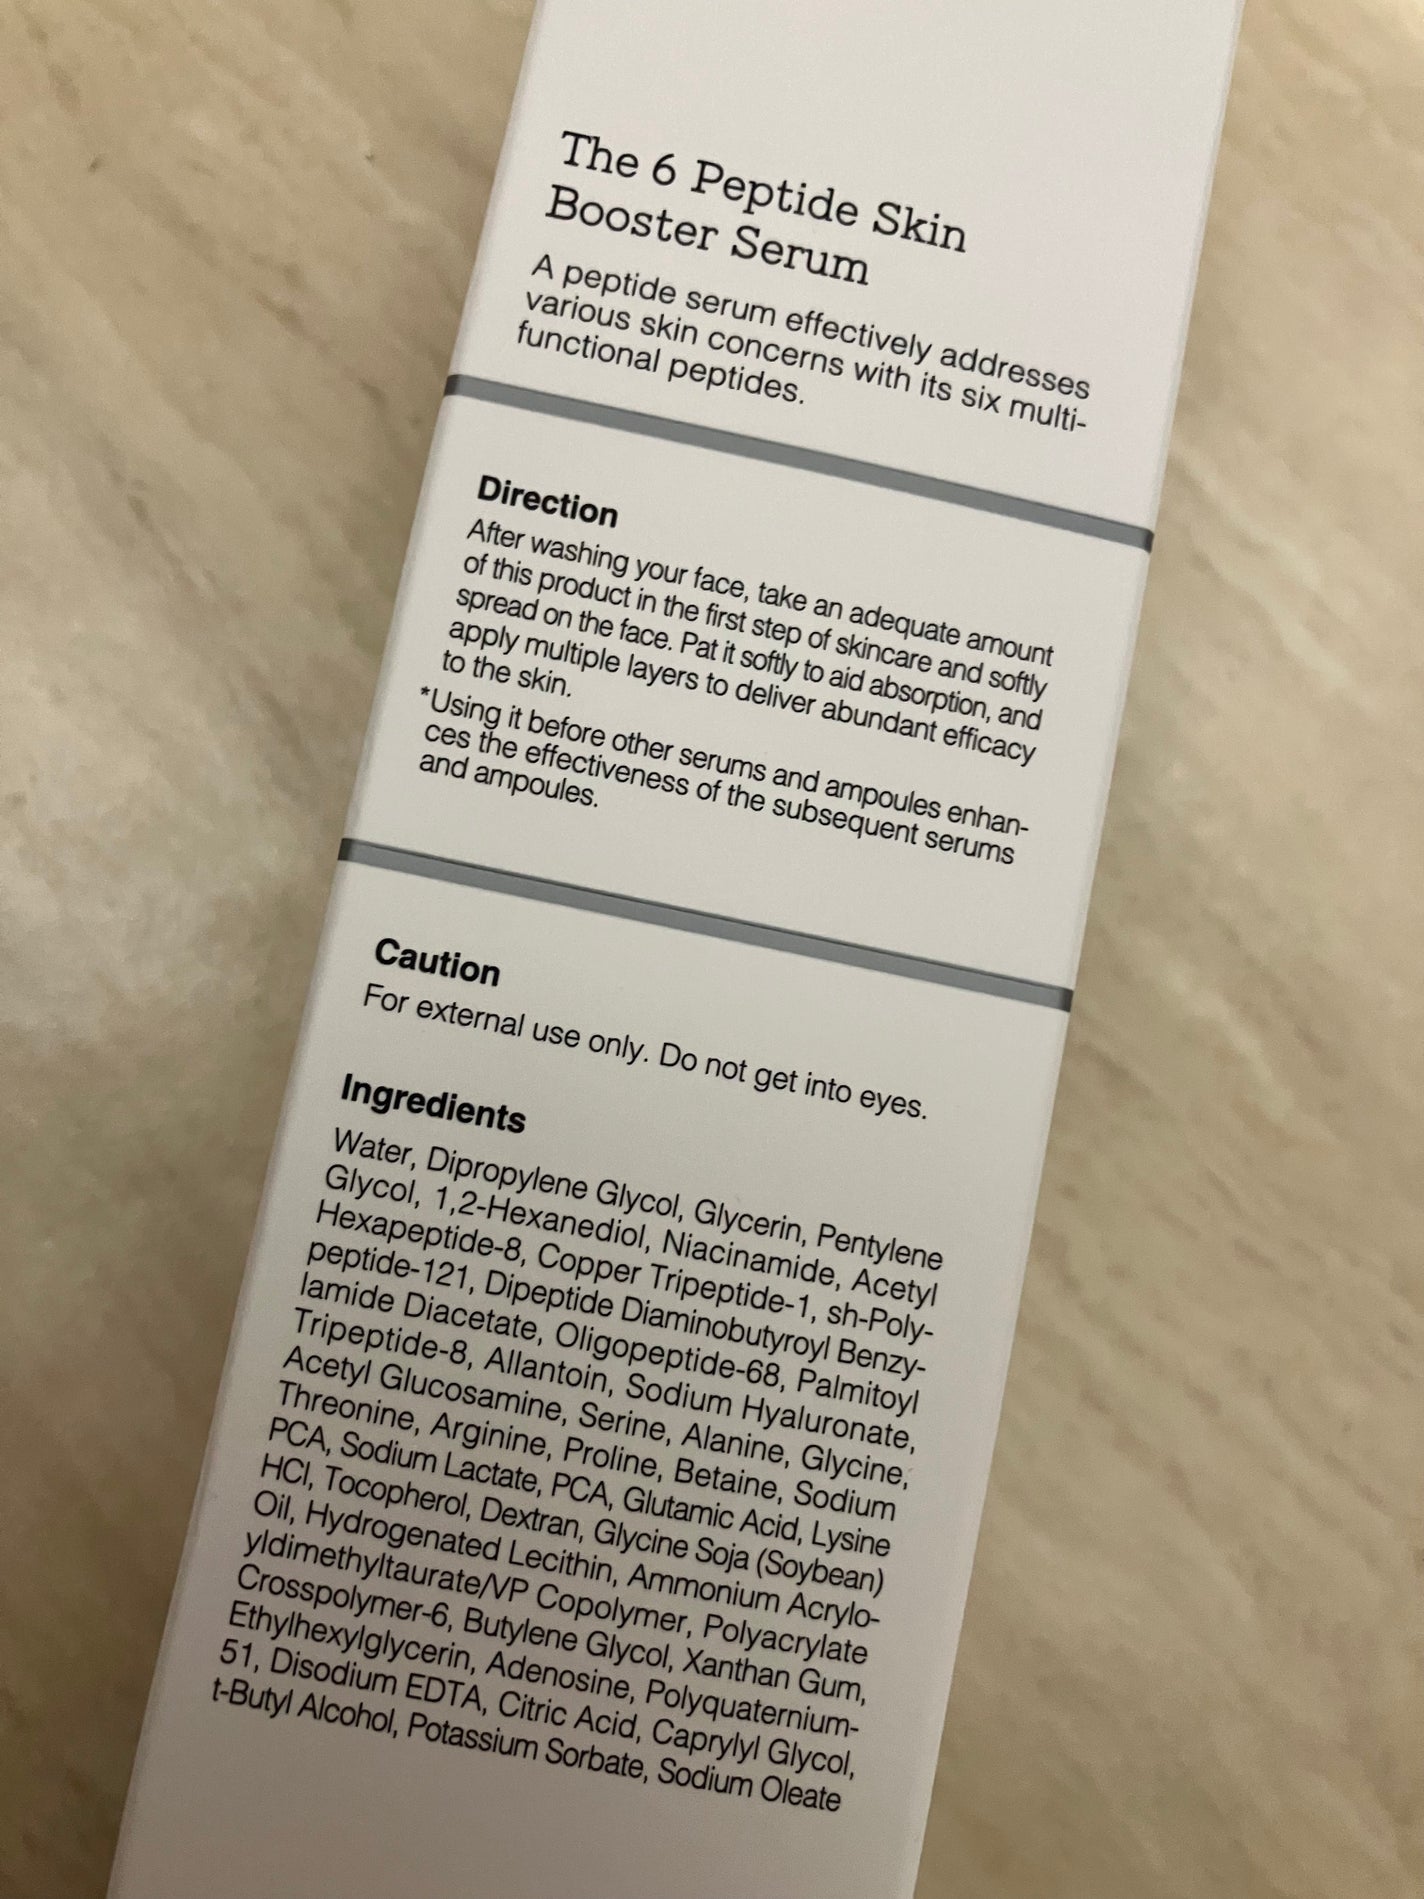 The 6 Peptide Skin
Booster Serum
A peptide serum effectively addresses
various skin concerns with its six multi-
functional peptides.
Direction
After washing your face, take an adequate amount
of this product in the first step of skincare and softly
spread on the face. Pat it softly to aid absorption, and
apply multiple layers to deliver abundant efficacy
to the skin.
*Using it before other serums and ampoules enhan-
ces the effectiveness of the subsequent serums
and ampoules.
Caution
For external use only. Do not get into eyes.
Ingredients
Water, Dipropylene Glycol, Glycerin, Pentylene
Glycol, 1,2-Hexanediol, Niacinamide, Acetyl
Hexapeptide-8, Copper Tripeptide-1, sh-Poly-
peptide-121, Dipeptide Diaminobutyroyl Benzy-
lamide Diacetate, Oligopeptide-68, Palmitoyl
Tripeptide-8, Allantoin, Sodium Hyaluronate,
Acetyl Glucosamine, Serine, Alanine, Glycine,
Threonine, Arginine, Proline, Betaine, Sodium
PCA, Sodium Lactate, PCA, Glutamic Acid, Lysine
HCl, Tocopherol, Dextran, Glycine Soja (Soybean)
Oil, Hydrogenated Lecithin, Ammonium Acrylo-
yldimethyltaurate/VP Copolymer, Polyacrylate
Crosspolymer-6, Butylene Glycol, Xanthan Gum,
Ethylhexylglycerin, Adenosine, Polyquaternium-
51, Disodium EDTA, Citric Acid, Caprylyl Glycol,
t-Butyl Alcohol, Potassium Sorbate, Sodium Oleate